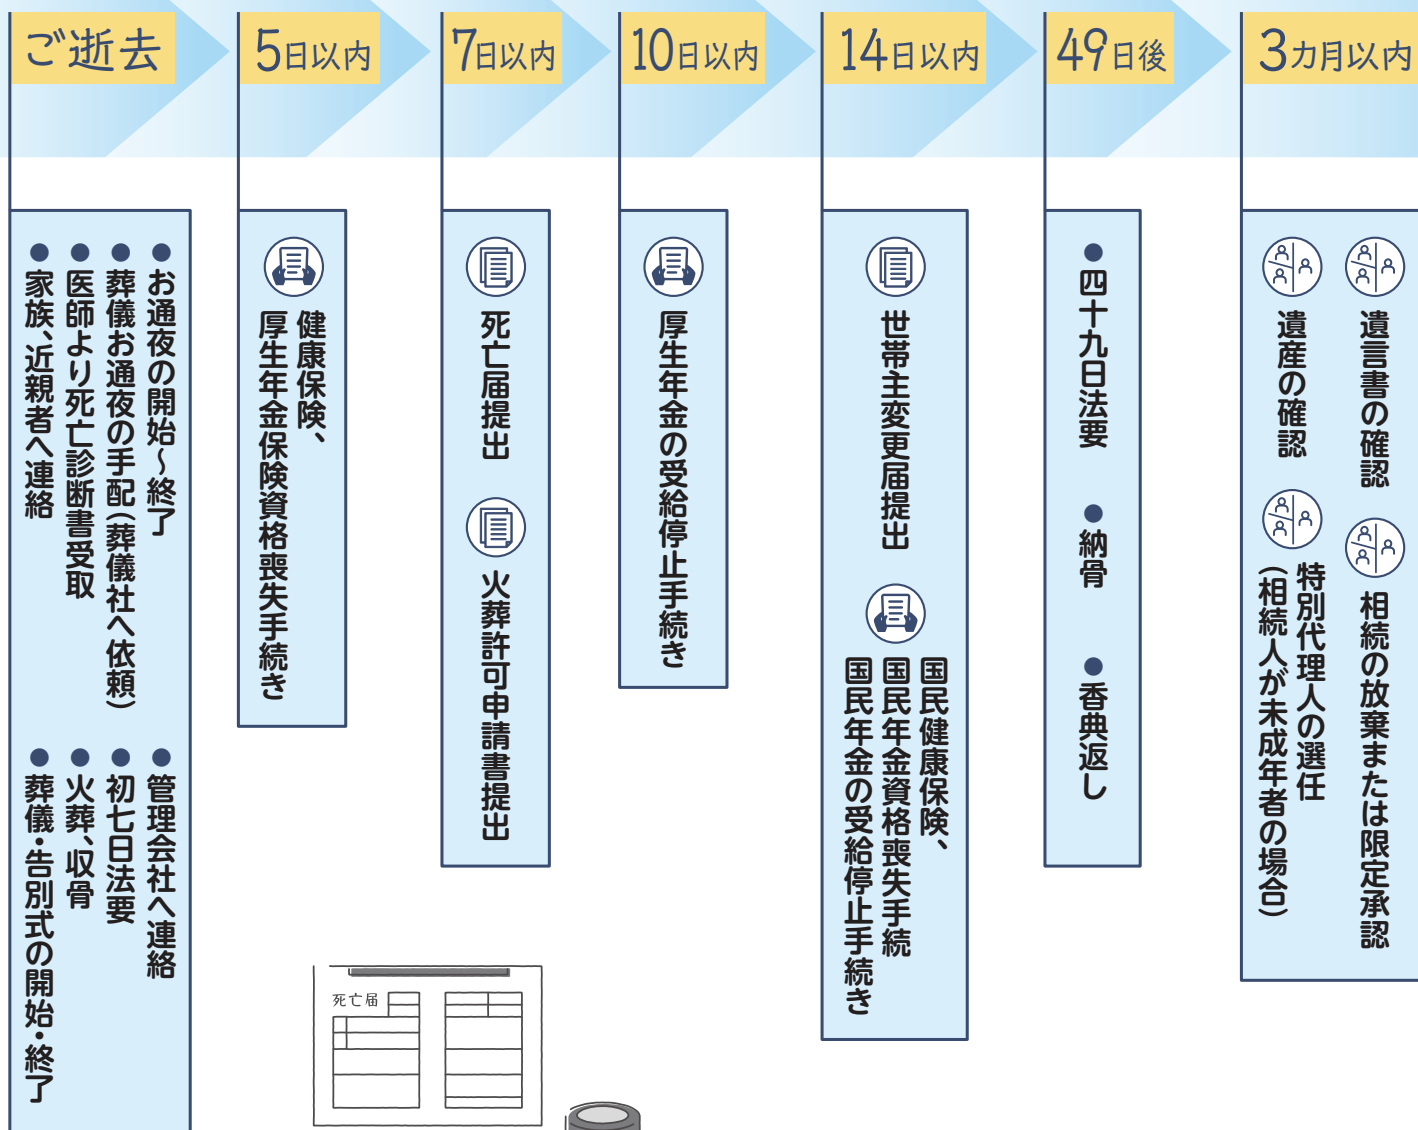 ご逝去
5日以内
7日以内
10日以内
14日以内
49日後
3カ月以内
●お通夜の開始～終了
●葬儀お通夜の手配（葬儀社へ依頼）
●医師より死亡診断書受取
●家族、近親者へ連絡
●管理会社へ連絡
●初七日法要
●火葬、収骨
●葬儀・告別式の開始・終了
健康保険、
厚生年金保険資格喪失手続き
死亡届提出
火葬許可申請書提出
厚生年金の受給停止手続き
世帯主変更届提出
国民健康保険、
国民年金資格喪失手続
国民年金の受給停止手続き
●四十九日法要
●納骨
●香典返し
遺言書の確認
相続の放棄または限定承認
遺産の確認
特別代理人の選任
（相続人が未成年者の場合）
死亡届